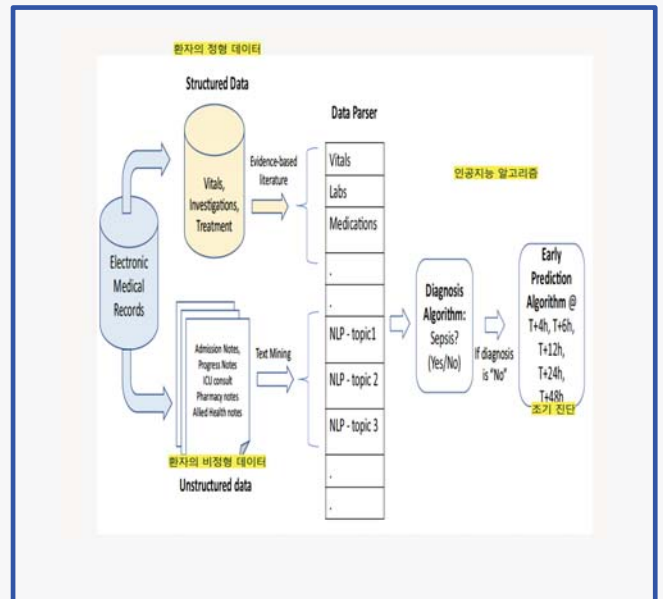 환자의 정형 데이터
Structured Data
Vitals,
Investigations,
Treatment
Evidence-based
literature
Data Parser
Vitals
Labs
Medications
.
.
NLP - topic1
NLP - topic 2
NLP - topic 3
.
.
Electronic
Medical
Records
Admission Notes,
Progress Notes
ICU consult
Pharmacy notes
Allied Health notes
Text Mining
환자의 비정형 데이터
Unstructured data
인공지능 알고리즘
Diagnosis
Algorithm:
Sepsis?
(Yes/No)
If diagnosis
is "No"
Early
Prediction
Algorithm @
T+4h, T+6h,
T+12h,
T+24h,
T+48h
조기 진단